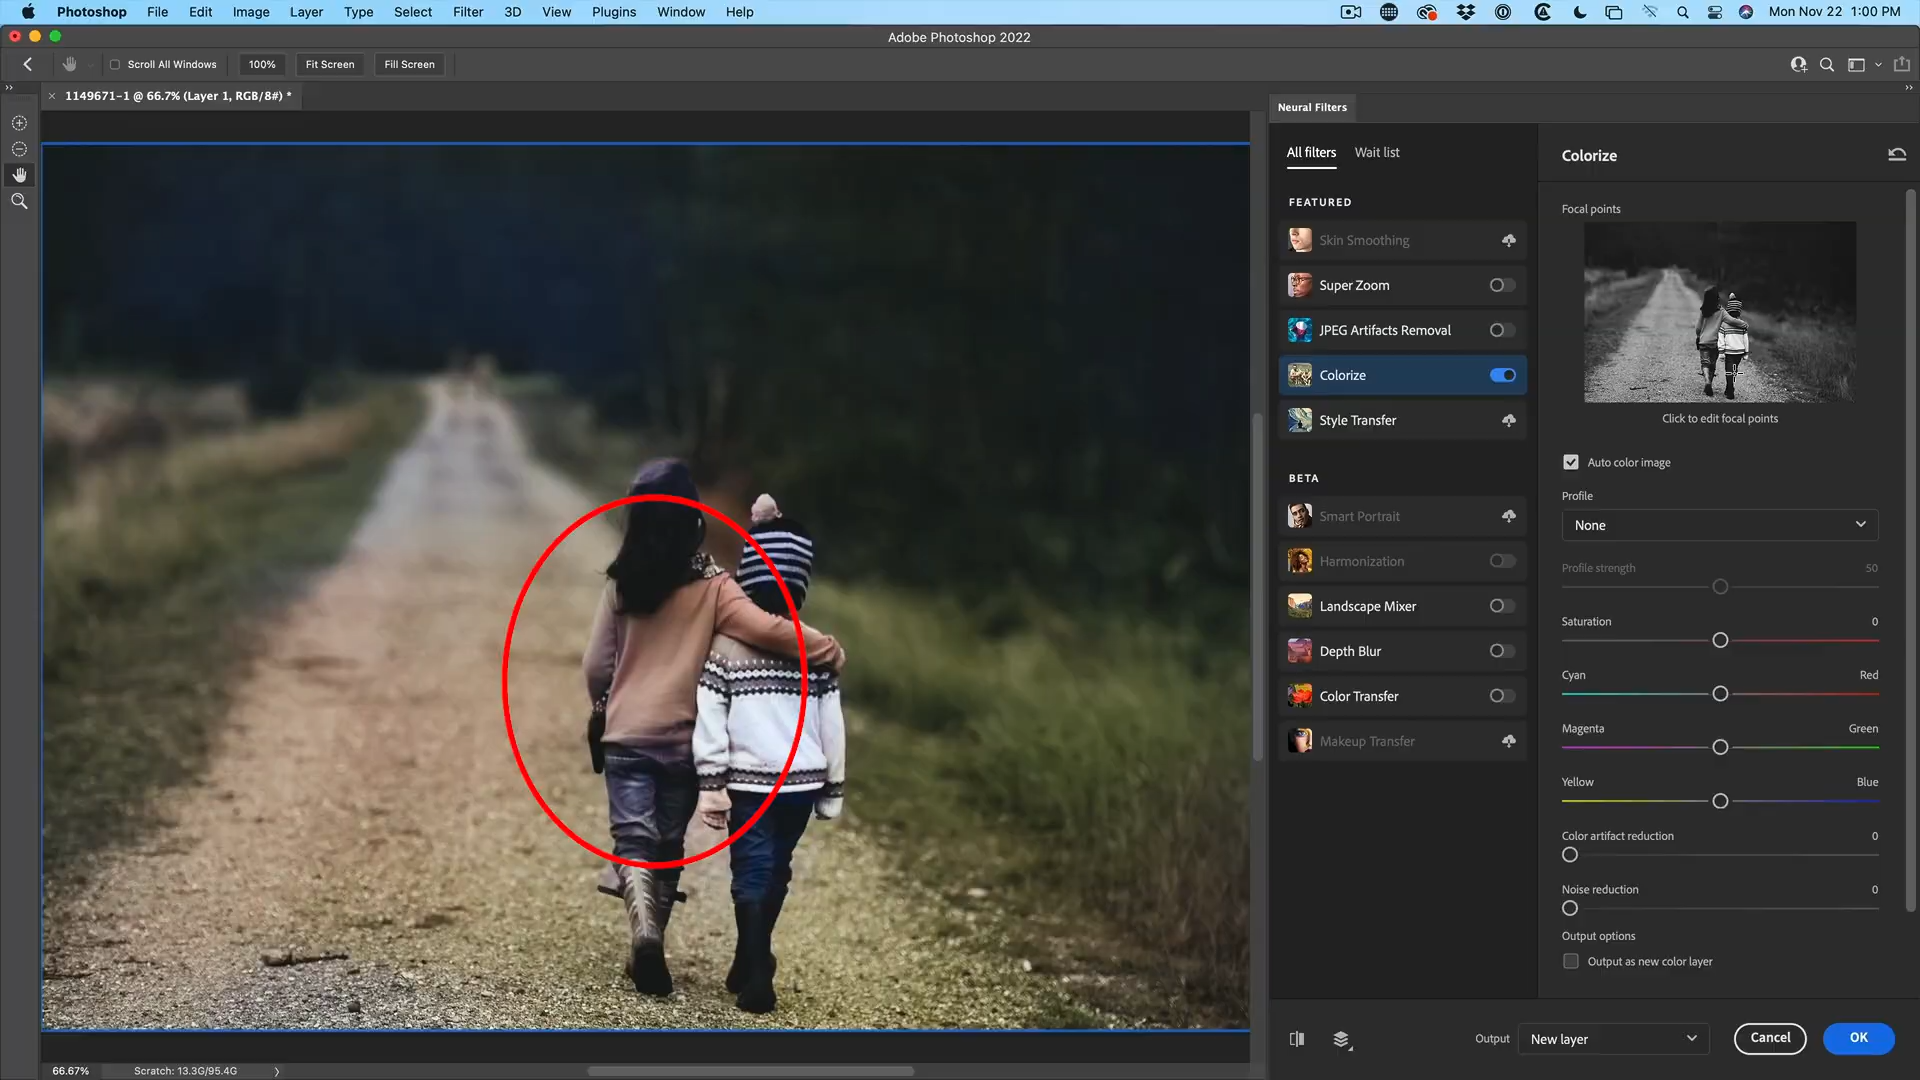 Photoshop File Edit Image Layer Type Select Filter 3D View Plugins Window Help Mon Nov 22 1:00 PM
Adobe Photoshop 2022
Scroll All Windows 100% Fit Screen Fill Screen
1149671-1 @ 66.7% (Layer 1, RGB/8#) *
Neural Filters
All filters Wait list
FEATURED
Skin Smoothing
Super Zoom
JPEG Artifacts Removal
Colorize
Style Transfer
BETA
Smart Portrait
Harmonization
Landscape Mixer
Depth Blur
Color Transfer
Makeup Transfer
Colorize
Focal points
Click to edit focal points
Auto color image
Profile
None
Profile strength 50
Saturation 0
Cyan Red
Magenta Green
Yellow Blue
Color artifact reduction 0
Noise reduction 0
Output options
Output as new color layer
Output New layer Cancel OK
66.67% Scratch: 13.3G/95.4G